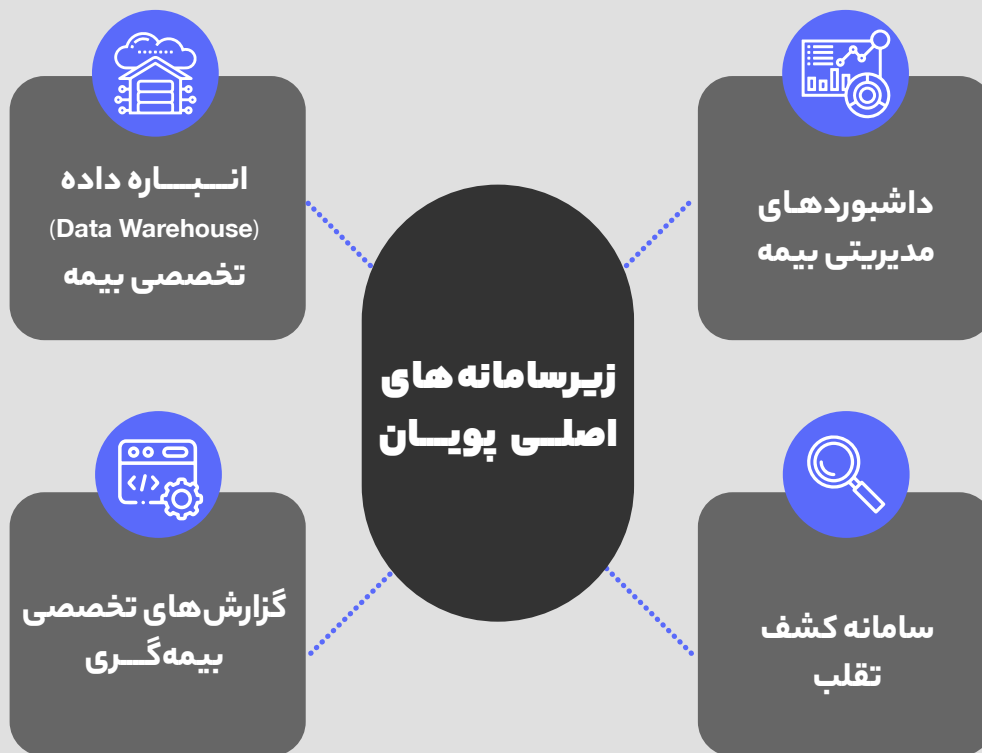 داشبوردهای
مدیریتی بیمه
انباره داده
(Data Warehouse)
تخصصی بیمه
زیرسامانه های
اصلی پویان
سامانه کشف
تقلب
گزارش‌های تخصصی
بیمه‌گری